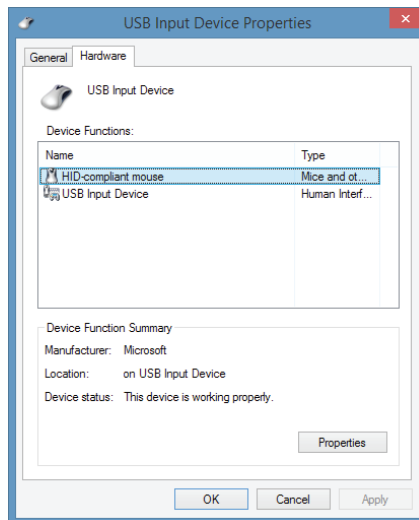 USB Input Device Properties
General Hardware
USB Input Device
Device Functions:
Name Type
HID-compliant mouse Mice and ot...
USB Input Device Human Interf...
Device Function Summary
Manufacturer: Microsoft
Location: on USB Input Device
Device status: This device is working properly.
Properties
OK Cancel Apply